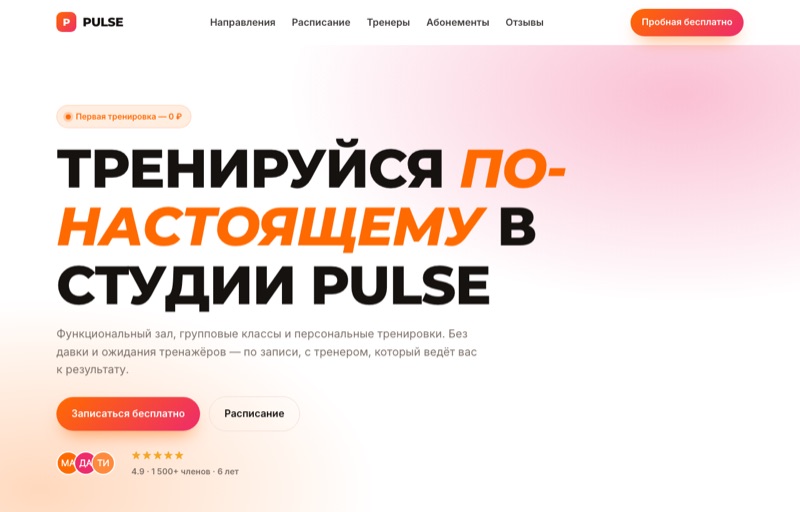 P PULSE
Направления Расписание Тренеры Абонементы Отзывы
Пробная бесплатно
Первая тренировка — 0 ₽
ТРЕНИРУЙСЯ ПО-
НАСТОЯЩЕМУ В
СТУДИИ PULSE
Функциональный зал, групповые классы и персональные тренировки. Без
давки и ожидания тренажёров — по записи, с тренером, который ведёт вас
к результату.
Записаться бесплатно
Расписание
МА ДА ТИ
★★★★★
4.9 · 1 500+ членов · 6 лет